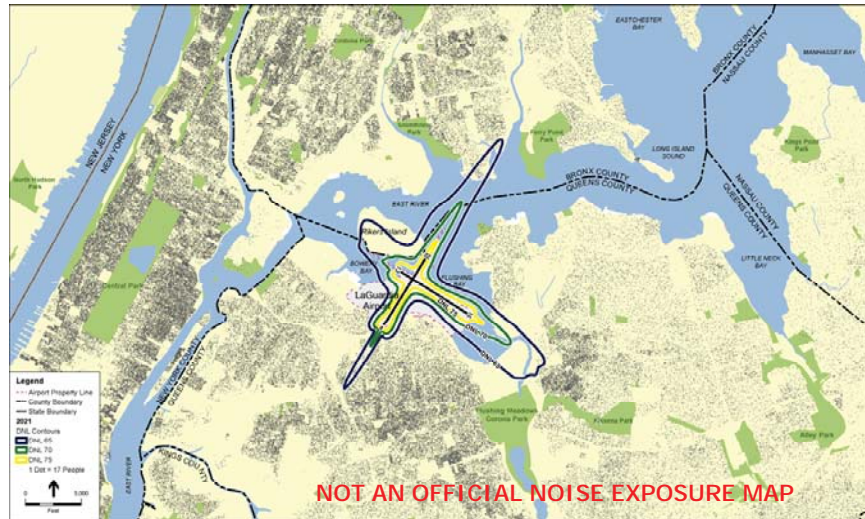 EASTCHESTER
BAY
MANHASSET BAY
BRONX COUNTY
NASSAU COUNTY
NEW JERSEY
NEW YORK
Ferry Point
Park
Kings Point
Park
North Hudson
Park
LONG ISLAND
SOUND
BRONX COUNTY
QUEENS COUNTY
NASSAU COUNTY
QUEENS COUNTY
EAST RIVER
Rikers Island
BOWERY
BAY
FLUSHING
BAY
LITTLE NECK
BAY
Central Park
LaGuardia
Airport
DNL 75
DNL 70
NEW YORK COUNTY
QUEENS COUNTY
Flushing Meadows
Corona Park
Kissena Park
Alley Park
KINGS COUNTY
EAST RIVER
Legend
Airport Property Line
County Boundary
State Boundary
2021
DNL Contours
DNL 65
DNL 70
DNL 75
1 Dot = 17 People
0 5,000
Feet
NOT AN OFFICIAL NOISE EXPOSURE MAP